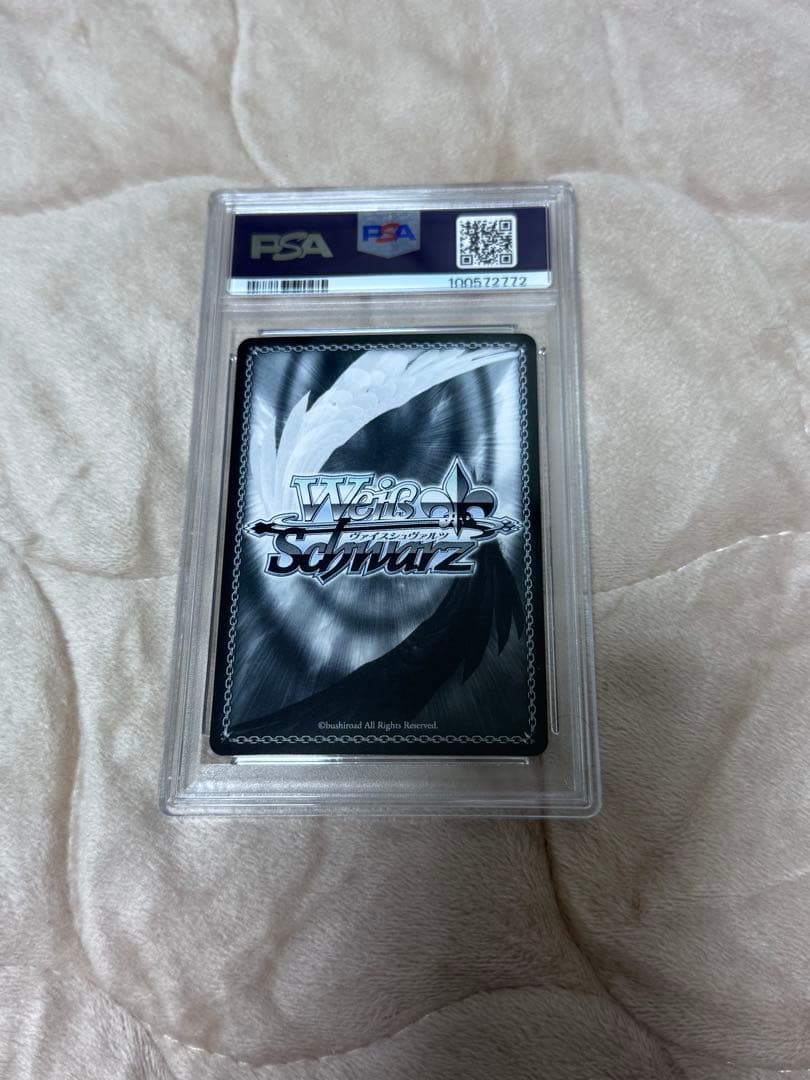 PSA
PSA
100572772
Weiß
ヴァイスシュヴァルツ
Schwarz
©bushiroad All Rights Reserved.